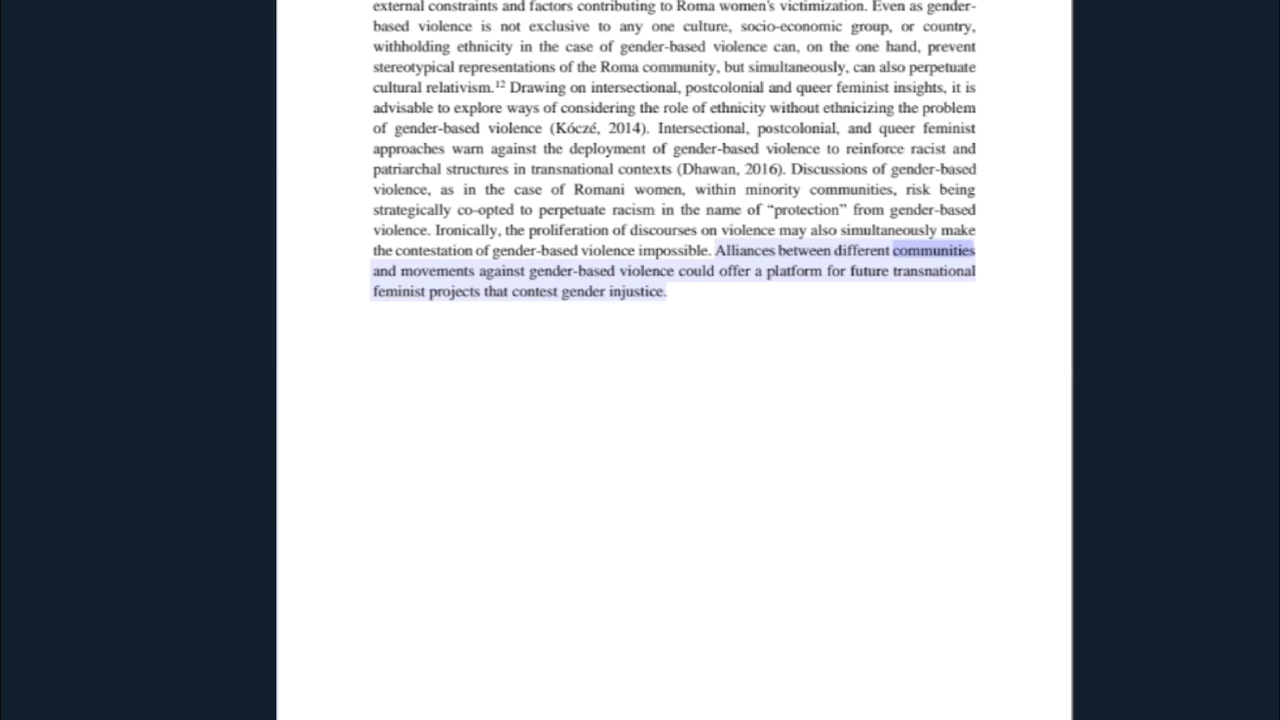 external constraints and factors contributing to Roma women's victimization. Even as gender-
based violence is not exclusive to any one culture, socio-economic group, or country,
withholding ethnicity in the case of gender-based violence can, on the one hand, prevent
stereotypical representations of the Roma community, but simultaneously, can also perpetuate
cultural relativism.12 Drawing on intersectional, postcolonial and queer feminist insights, it is
advisable to explore ways of considering the role of ethnicity without ethnicizing the problem
of gender-based violence (Kóczé, 2014). Intersectional, postcolonial, and queer feminist
approaches warn against the deployment of gender-based violence to reinforce racist and
patriarchal structures in transnational contexts (Dhawan, 2016). Discussions of gender-based
violence, as in the case of Romani women, within minority communities, risk being
strategically co-opted to perpetuate racism in the name of “protection” from gender-based
violence. Ironically, the proliferation of discourses on violence may also simultaneously make
the contestation of gender-based violence impossible. Alliances between different communities
and movements against gender-based violence could offer a platform for future transnational
feminist projects that contest gender injustice.